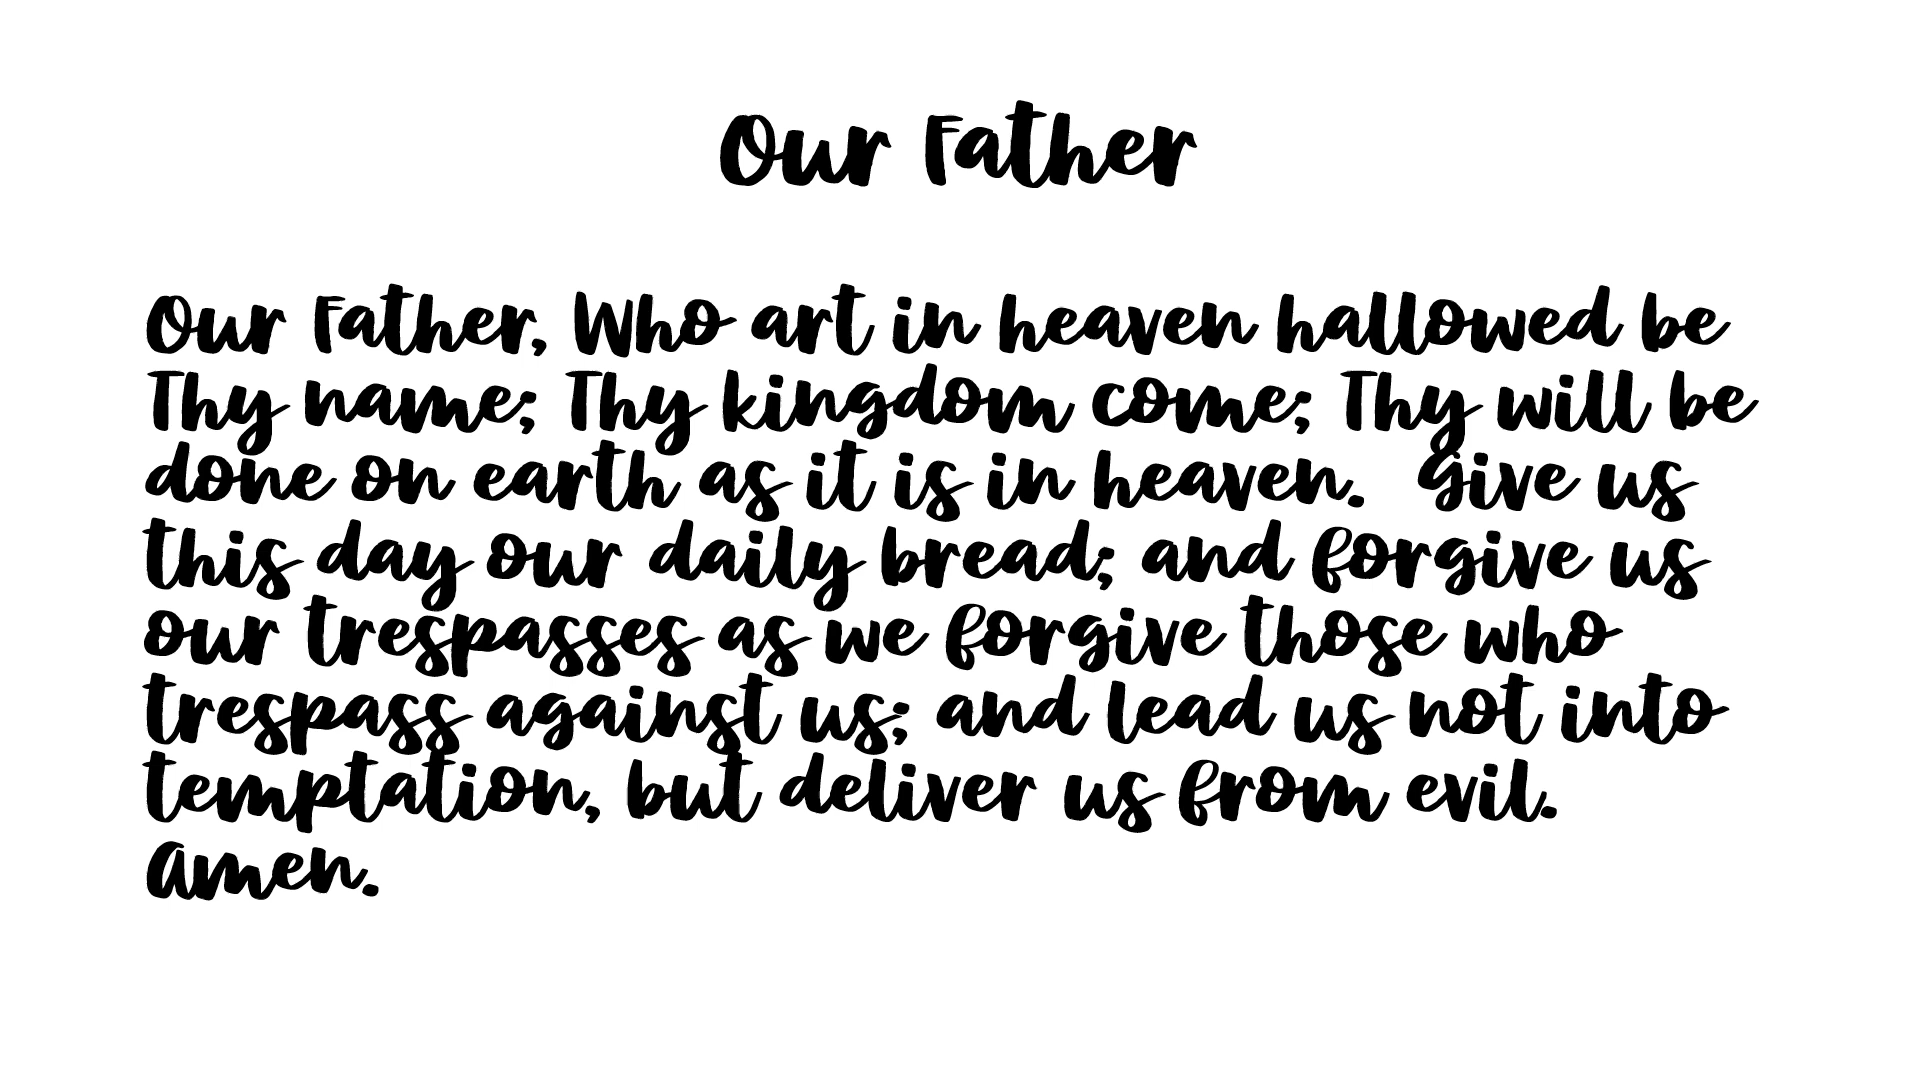 Our Father
Our Father, Who art in heaven hallowed be
Thy name; Thy kingdom come; Thy will be
done on earth as it is in heaven.   Give us
this day our daily bread; and forgive us
our trespasses as we forgive those who
trespass against us; and lead us not into
temptation, but deliver us from evil.
Amen.